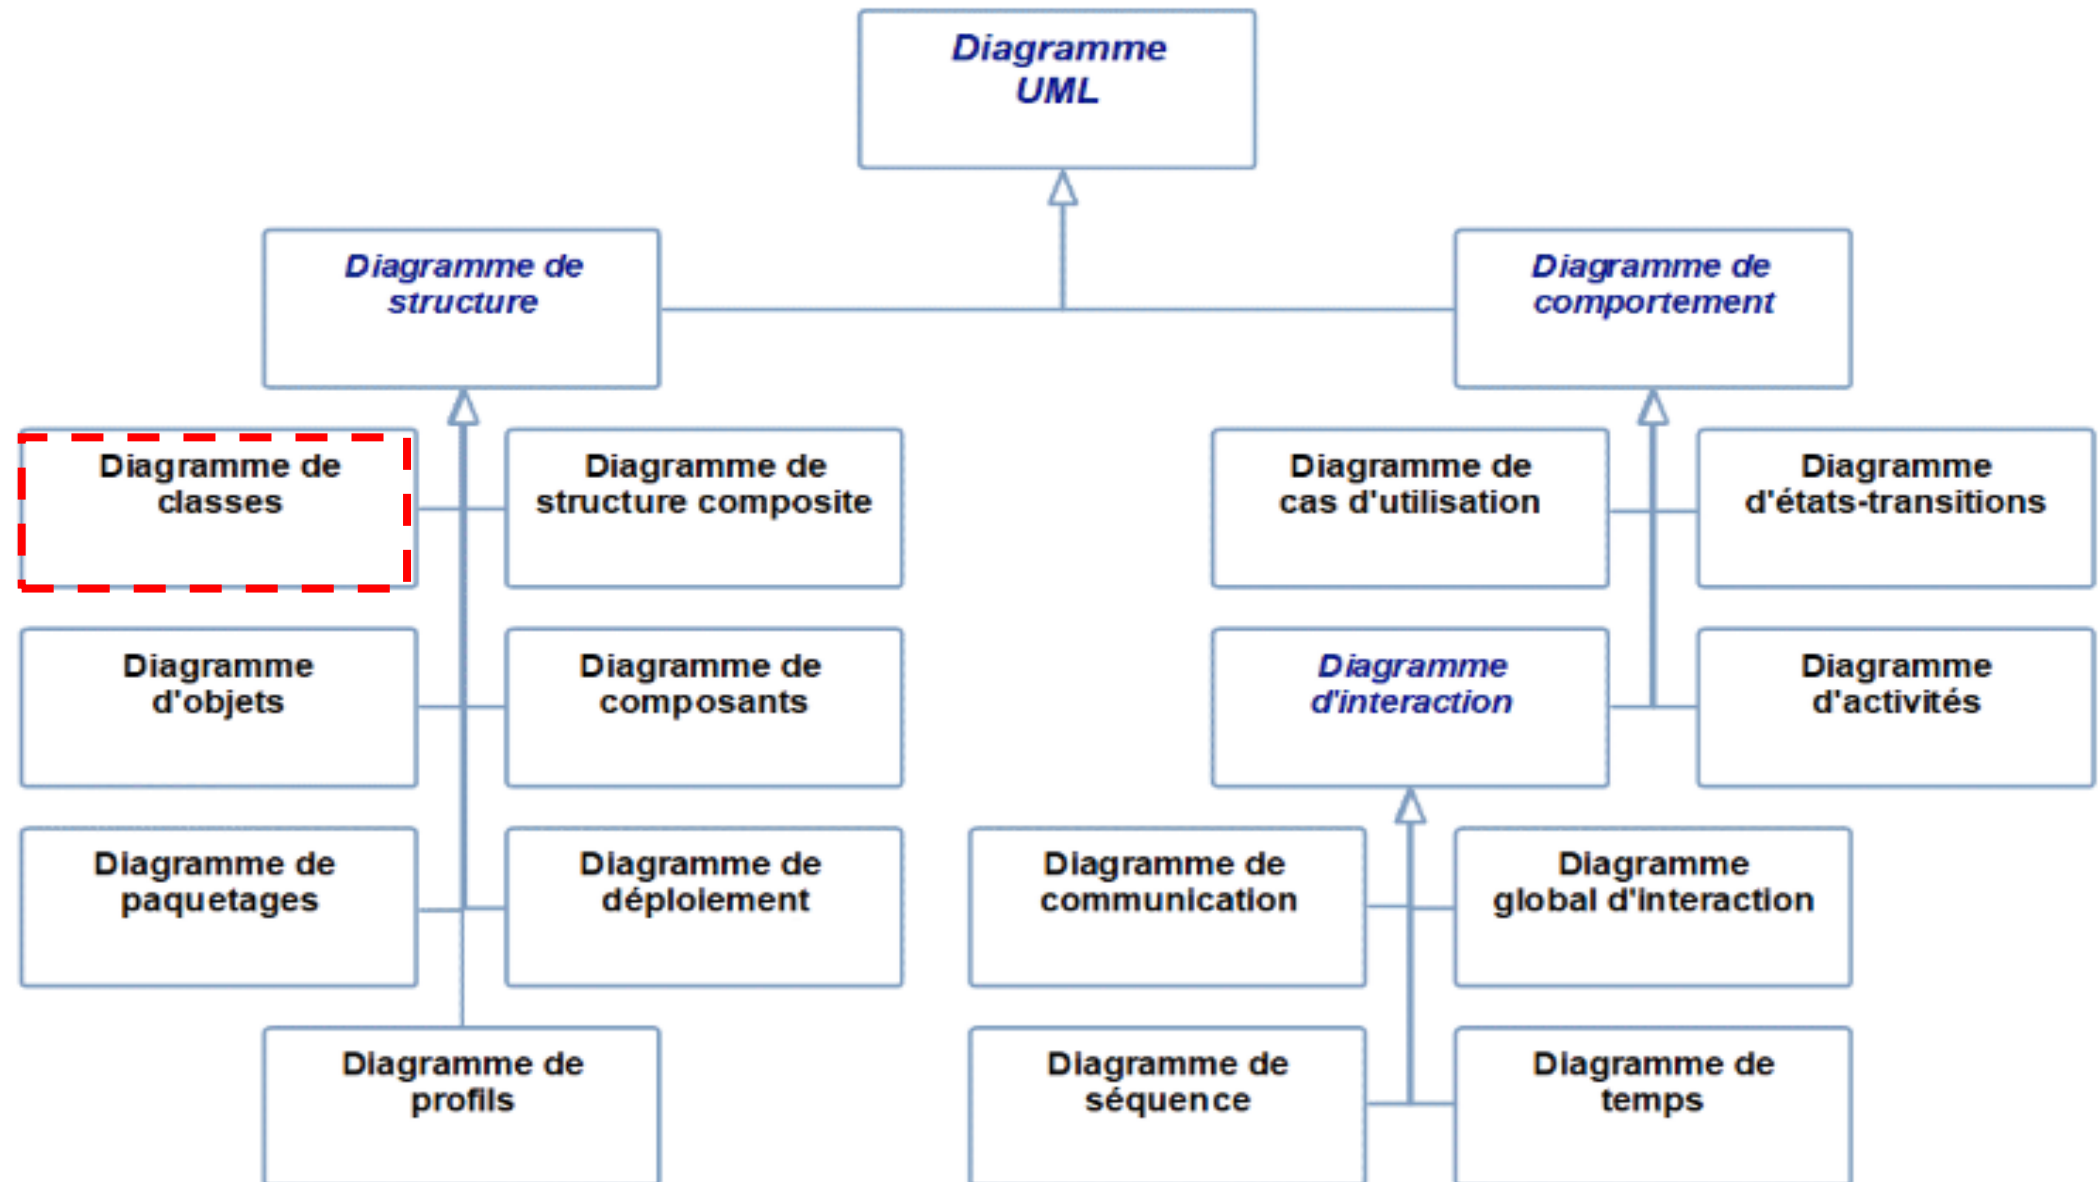 Diagramme
UML
Diagramme de
structure
Diagramme de
comportement
Diagramme de
classes
Diagramme de
structure composite
Diagramme de
cas d'utilisation
Diagramme
d'états-transitions
Diagramme
d'objets
Diagramme de
composants
Diagramme
d'interaction
Diagramme
d'activités
Diagramme de
paquetages
Diagramme de
déploiement
Diagramme de
communication
Diagramme
global d'interaction
Diagramme de
profils
Diagramme de
séquence
Diagramme de
temps